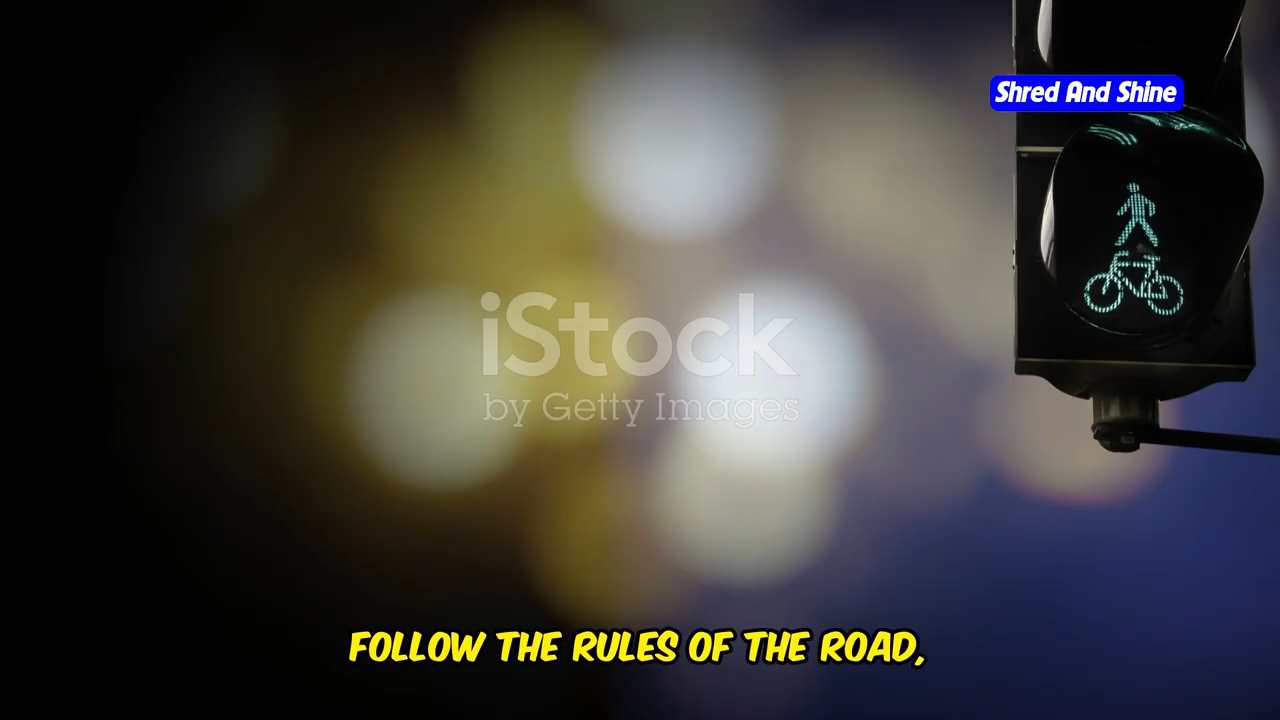 Shred And Shine
iStock
by Getty Images
FOLLOW THE RULES OF THE ROAD,